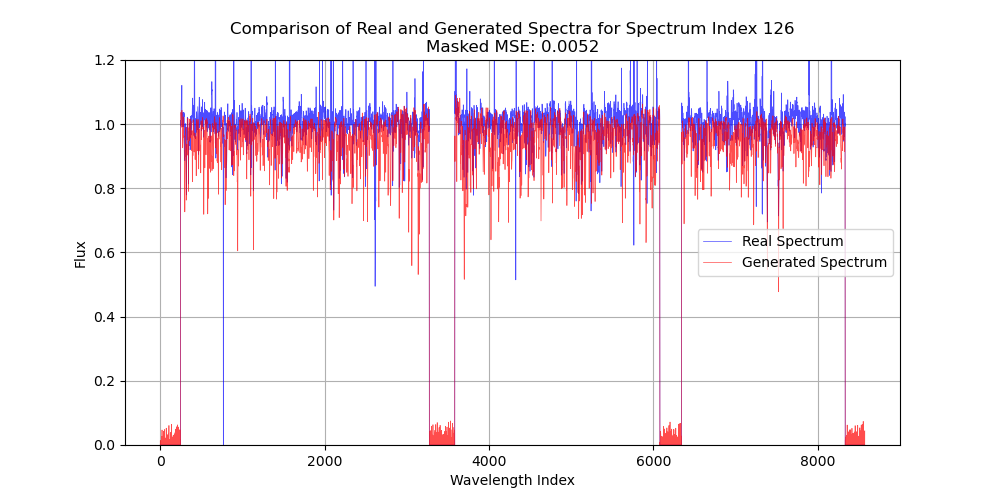 Comparison of Real and Generated Spectra for Spectrum Index 126
Masked MSE: 0.0052
1.2
1.0
0.8
0.6
0.4
0.2
0.0
Flux
Real Spectrum
Generated Spectrum
0 2000 4000 6000 8000
Wavelength Index